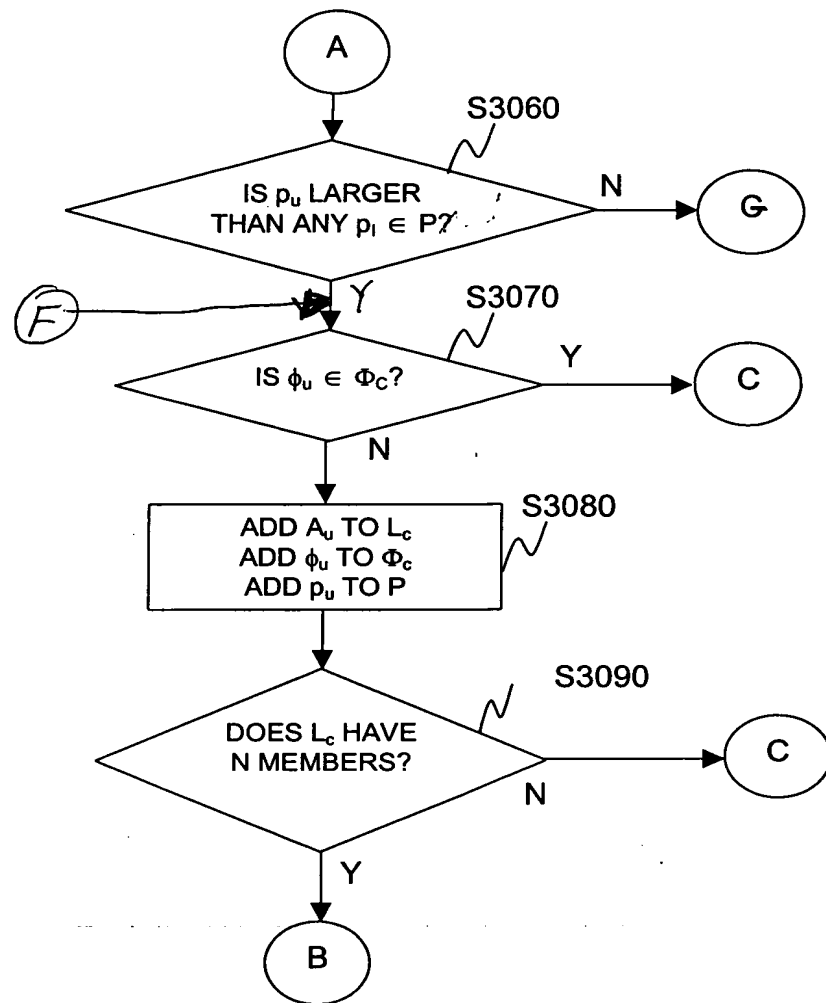 A
S3060
IS pᵤ LARGER
THAN ANY pₗ ∈ P?
N
G
F
Y
S3070
IS ϕᵤ ∈ Φ_C?
Y
C
N
S3080
ADD Aᵤ TO L_c
ADD ϕᵤ TO Φ_c
ADD pᵤ TO P
S3090
DOES L_c HAVE
N MEMBERS?
C
N
Y
B